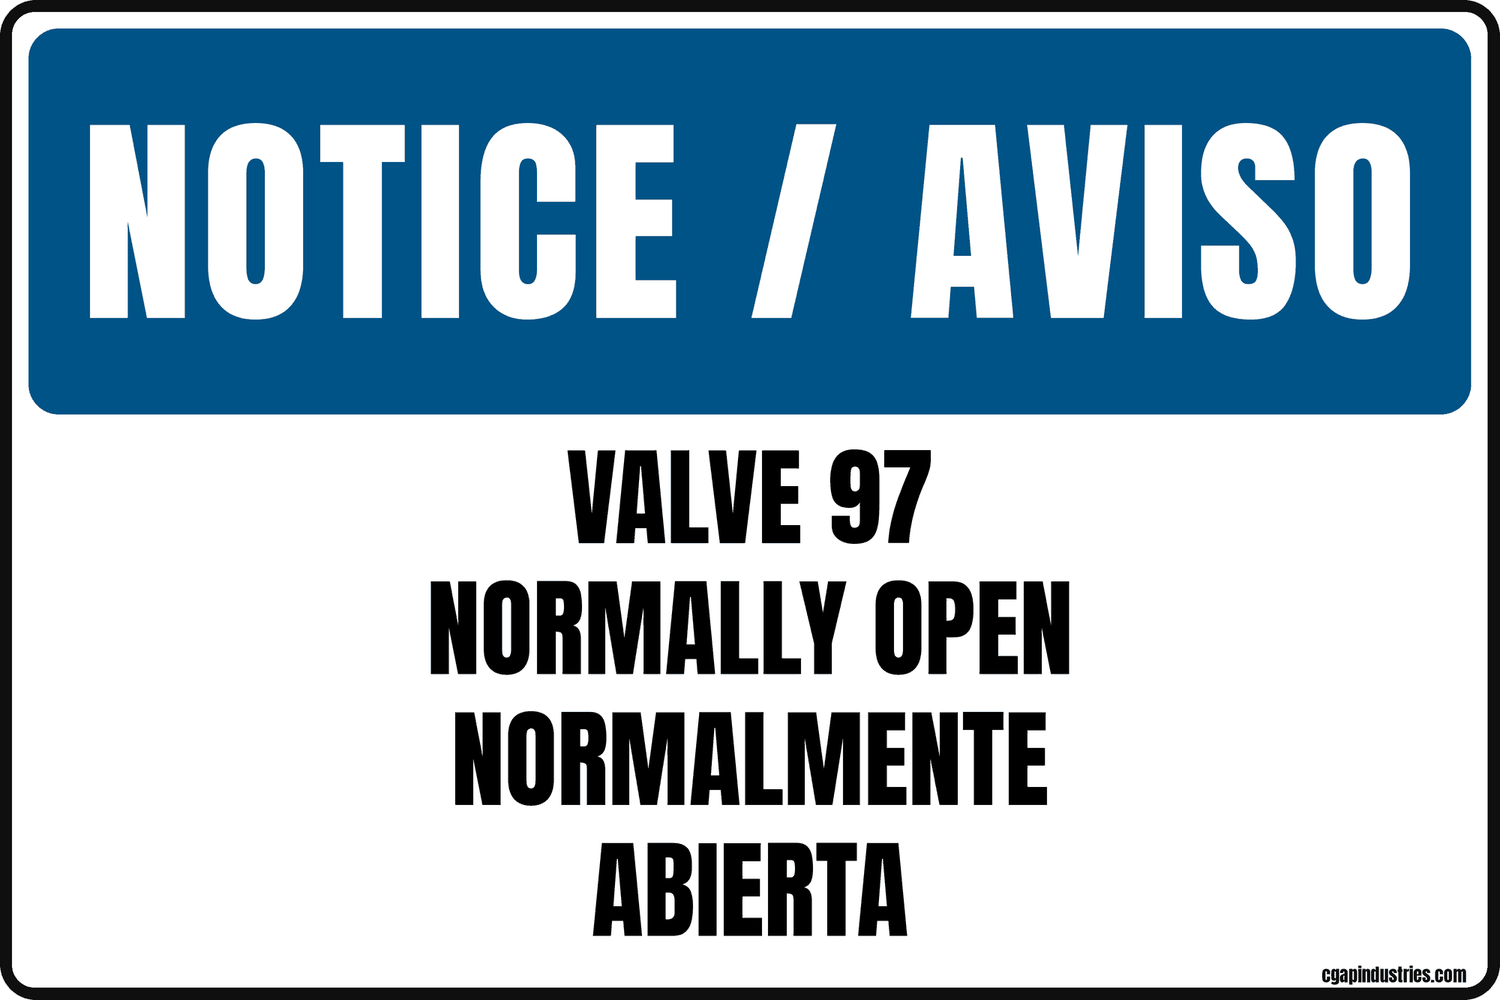 NOTICE / AVISO
VALVE 97
NORMALLY OPEN
NORMALMENTE
ABIERTA
cgapindustries.com